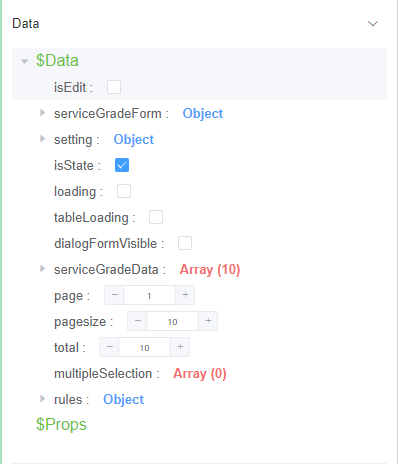 Data
$Data
isEdit :
serviceGradeForm : Object
setting : Object
isState :
loading :
tableLoading :
dialogFormVisible :
serviceGradeData : Array (10)
page : − 1 +
pagesize : − 10 +
total : − 10 +
multipleSelection : Array (0)
rules : Object
$Props